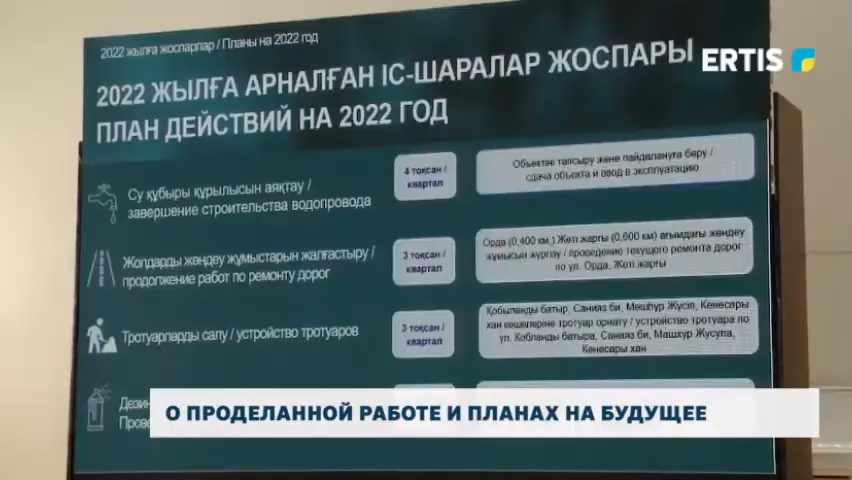 2022 жылға жоспарлар / Планы на 2022 год
ERTIS
2022 ЖЫЛҒА АРНАЛҒАН ІС-ШАРАЛАР ЖОСПАРЫ
ПЛАН ДЕЙСТВИЙ НА 2022 ГОД
Су құбыры құрылысын аяқтау /
завершение строительства водопровода
4 тоқсан /
квартал
Объектіні тапсыру және пайдалануға беру /
сдача объекта и ввод в эксплуатацию
Жолдарды жөндеу жұмыстарын жалғастыру /
продолжение работ по ремонту дорог
3 тоқсан /
квартал
Орда (0,400 км,) Жеті жарғы (0,600 км) ағымдағы жөндеу
жұмысын жүргізу / проведение текущего ремонта дорог
по ул. Орда, Жеті жарғы
Тротуарларды салу / устройство тротуаров
3 тоқсан /
квартал
Қобыланды батыр, Санияз би, Мәшһүр Жүсіп, Кенесары
хан көшелеріне тротуар орнату / устройство тротуара по
ул. Кобланды батыра, Санияз би, Машхур Жусупа,
Кенесары хан
Дезин
Прове
О ПРОДЕЛАННОЙ РАБОТЕ И ПЛАНАХ НА БУДУЩЕЕ